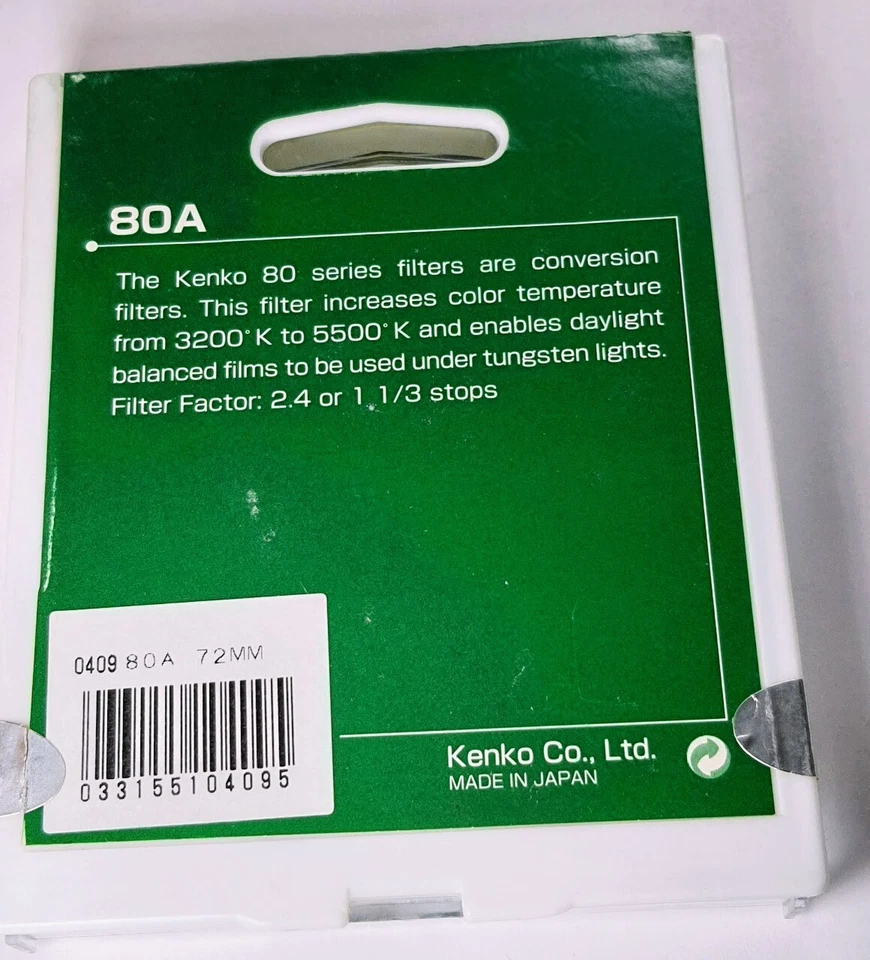 80A
The Kenko 80 series filters are conversion
filters. This filter increases color temperature
from 3200°K to 5500°K and enables daylight
balanced films to be used under tungsten lights.
Filter Factor: 2.4 or 1 1/3 stops
0409 80A 72MM
033155104095
Kenko Co., Ltd.
MADE IN JAPAN